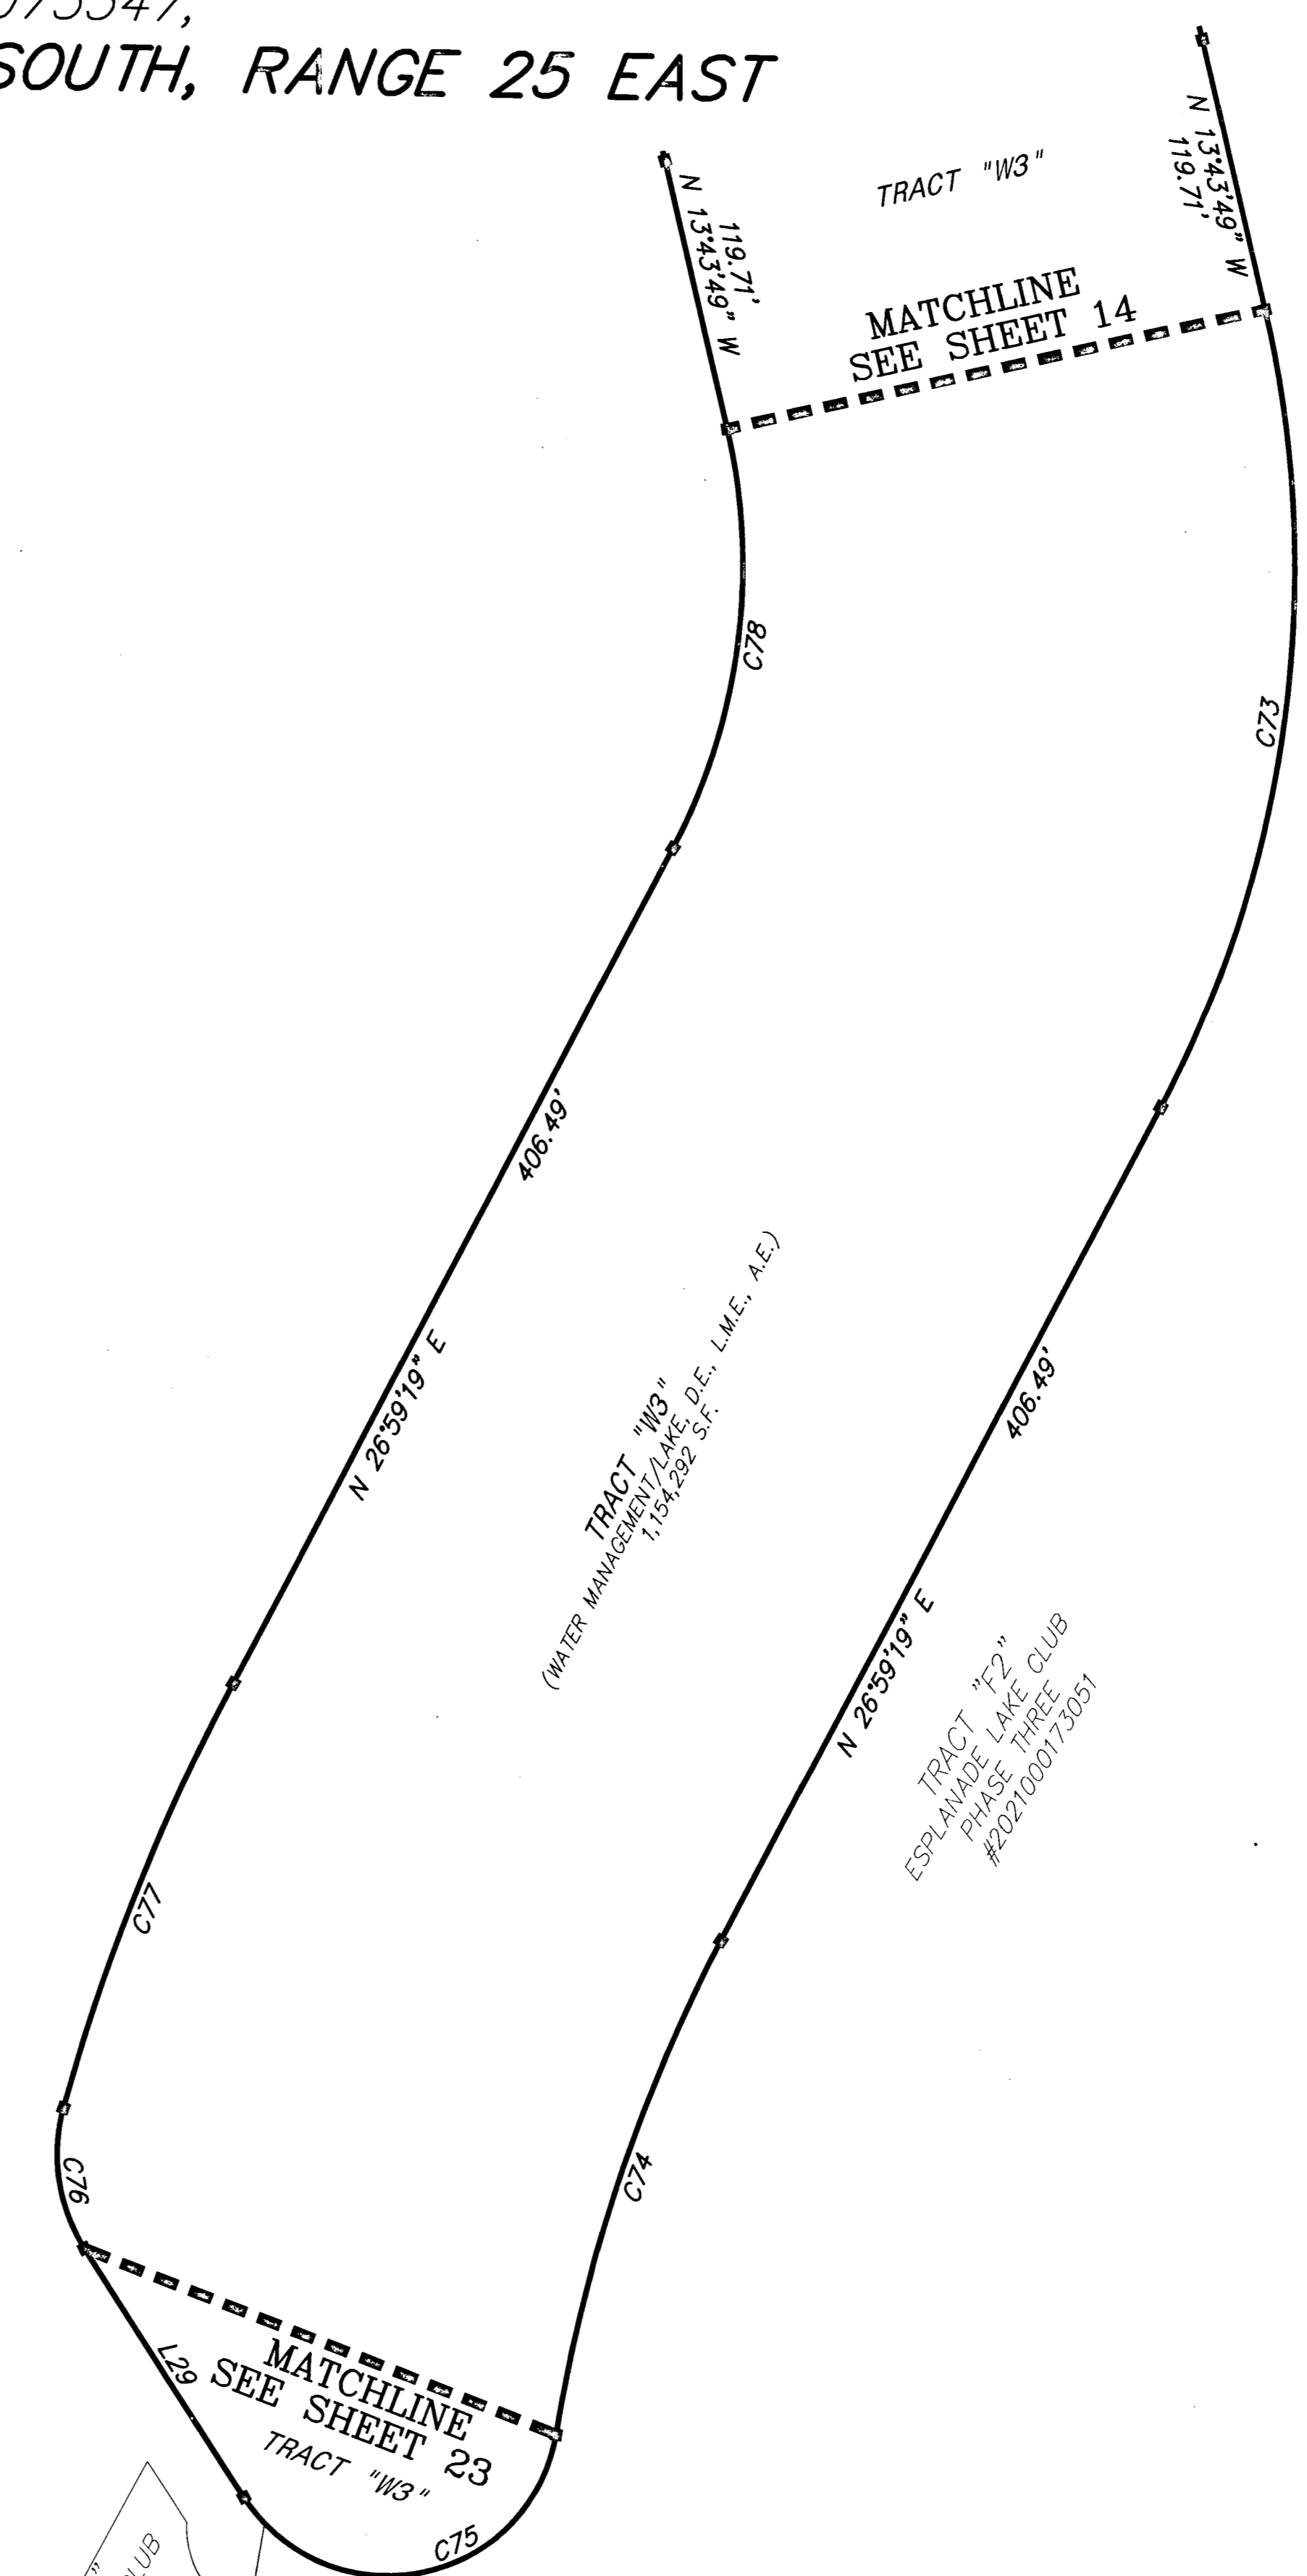 SOUTH, RANGE 25 EAST
N 13°43'49" W
119.71'
TRACT "W3"
119.71'
N 13°43'49" W
MATCHLINE
SEE SHEET 14
C78
C73
406.49'
N 26°59'19" E
TRACT "W3"
(WATER MANAGEMENT/LAKE, D.E., L.M.E., A.E.)
1,154,292 S.F.
406.49'
N 26°59'19" E
TRACT "F2"
ESPLANADE LAKE CLUB
PHASE THREE
#2021000173051
C77
C74
C76
L29
MATCHLINE
SEE SHEET 23
TRACT "W3"
C75